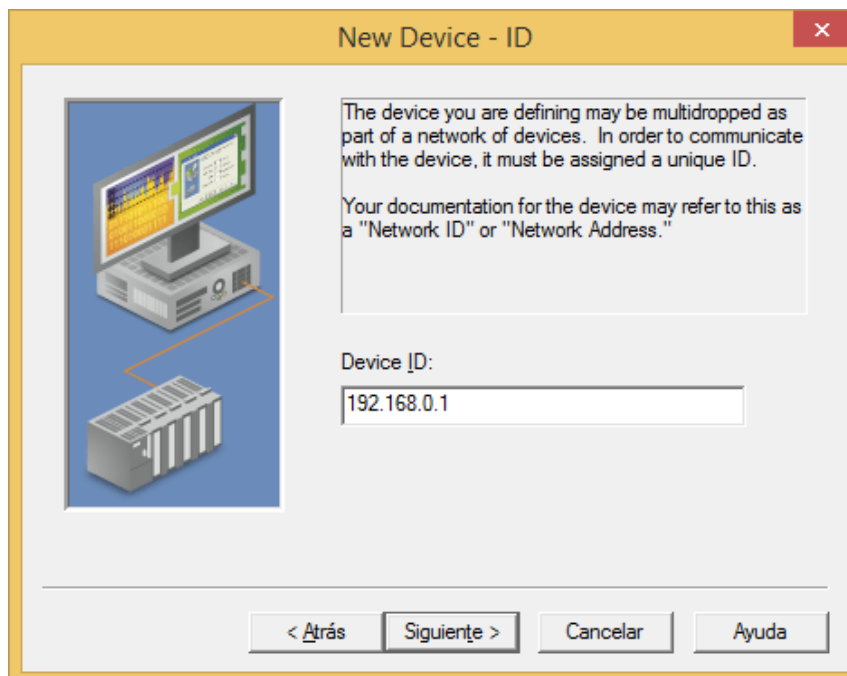 New Device - ID
The device you are defining may be multidropped as
part of a network of devices. In order to communicate
with the device, it must be assigned a unique ID.
Your documentation for the device may refer to this as
a "Network ID" or "Network Address."
Device ID:
192.168.0.1
< Atrás
Siguiente >
Cancelar
Ayuda